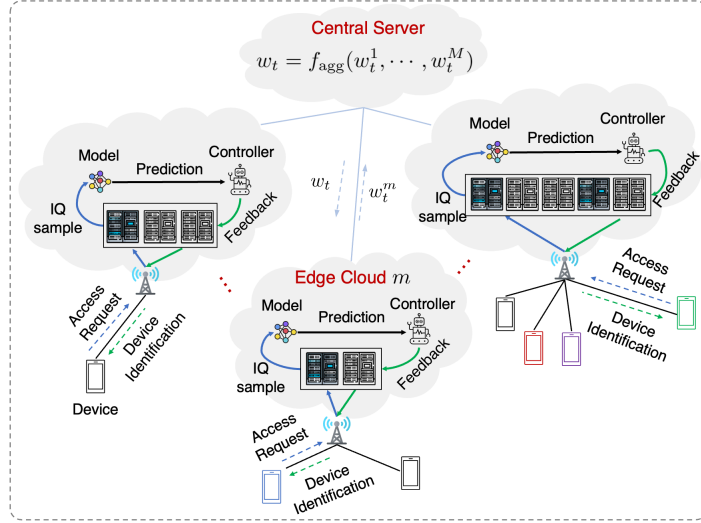 Central Server
w_t = f_agg(w_t^1, ⋯, w_t^M)
Model
Prediction
Controller
IQ
sample
Feedback
Access
Request
Device
Identification
Device
w_t
w_t^m
Edge Cloud m
Model
Prediction
Controller
IQ
sample
Feedback
Access
Request
Device
Identification
Model
Prediction
Controller
IQ
sample
Feedback
Access
Request
Device
Identification